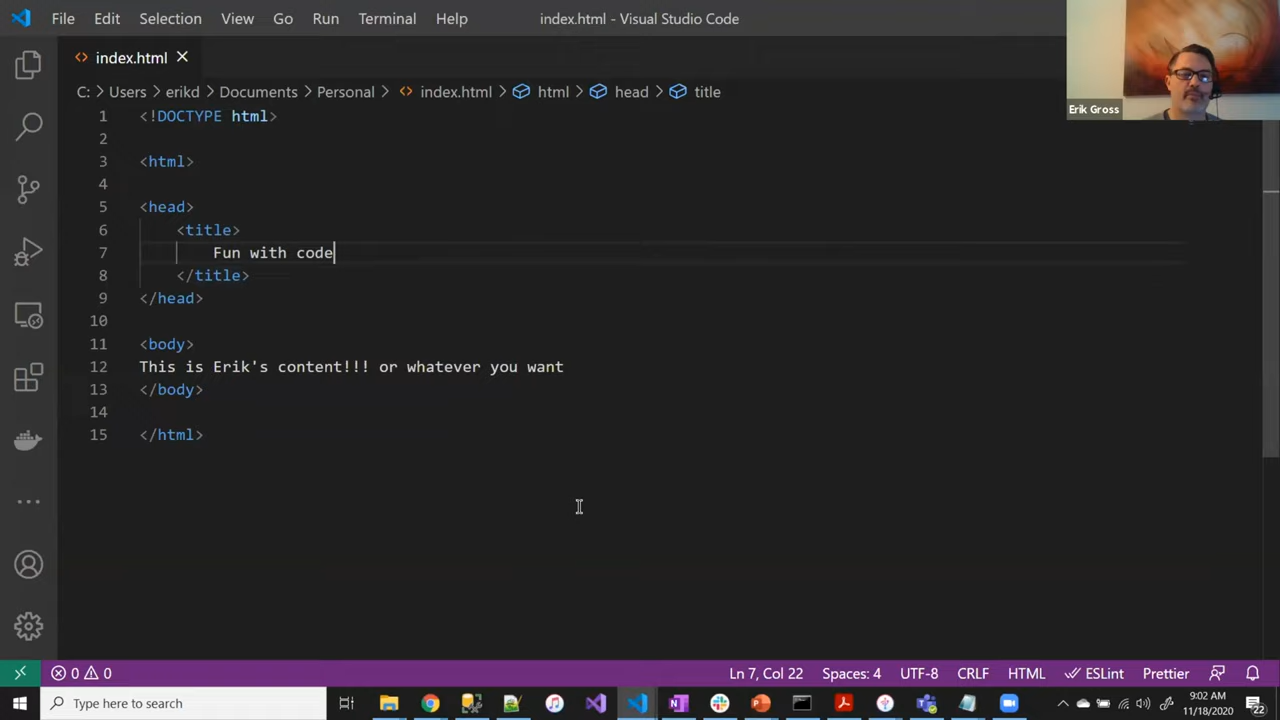 File Edit Selection View Go Run Terminal Help index.html - Visual Studio Code
index.html
C: > Users > erikd > Documents > Personal > index.html > html > head > title
Erik Gross
1 <!DOCTYPE html>
2
3 <html>
4
5 <head>
6 <title>
7 Fun with code
8 </title>
9 </head>
10
11 <body>
12 This is Erik's content!!! or whatever you want
13 </body>
14
15 </html>
0 0 Ln 7, Col 22 Spaces: 4 UTF-8 CRLF HTML ESLint Prettier
Type here to search
9:02 AM
11/18/2020
22